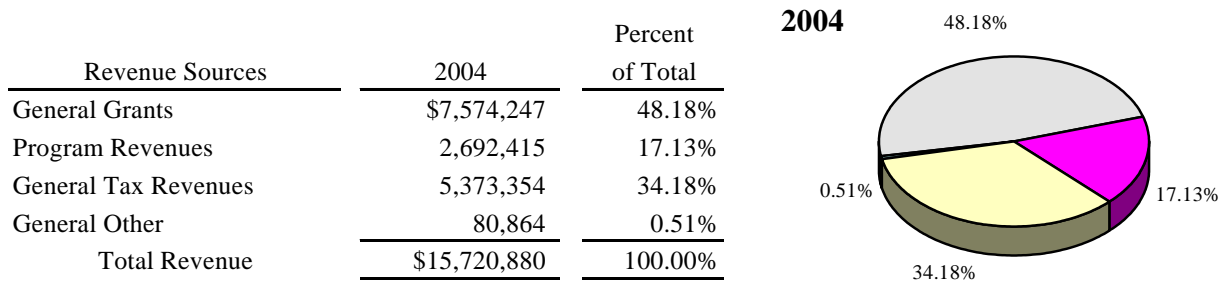 Percent
Revenue Sources 2004 of Total
General Grants $7,574,247 48.18%
Program Revenues 2,692,415 17.13%
General Tax Revenues 5,373,354 34.18%
General Other 80,864 0.51%
Total Revenue $15,720,880 100.00%
2004
48.18%
0.51%
17.13%
34.18%